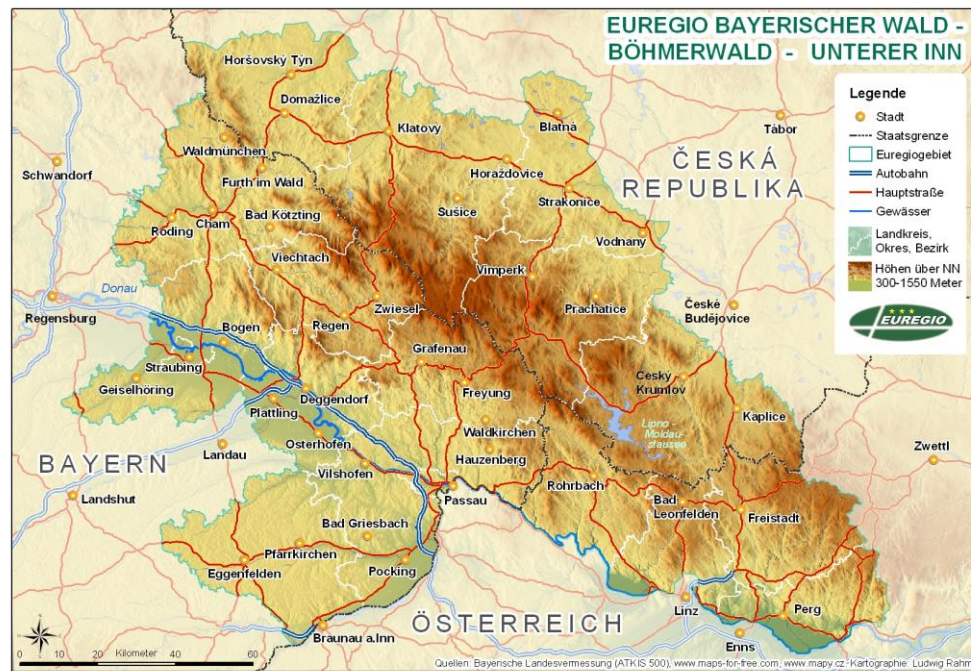 EUREGIO BAYERISCHER WALD -
BÖHMERWALD - UNTERER INN
Legende
Stadt
Staatsgrenze
Euregiogebiet
Autobahn
Hauptstraße
Gewässer
Landkreis,
Okres, Bezirk
Höhen über NN
300-1550 Meter
EUREGIO
Horšovský Tyn
Domažlice
Klatovy
Blatná
Tàbor
Waldmünchen
Schwandorf
Furth im Wald
Horaždovice
ČESKÁ
REPUBLIKA
Strakonice
Sušice
Bad Kötzting
Cham
Roding
Vodnany
Viechtach
Vimperk
Prachatice
Donau
Regensburg
Zwiesel
České
Budějovice
Bogen
Regen
Grafenau
Straubing
Geiselhöring
Český
Krumlov
Deggendorf
Freyung
Kaplice
Plattling
Lipno
Moldau-
stausee
Waldkirchen
Osterhofen
Landau
BAYERN
Hauzenberg
Vilshofen
Zwettl
Landshut
Passau
Rohrbach
Bad
Leonfelden
Freistadt
Bad Griesbach
Pfarrkirchen
Eggenfelden
Pocking
Linz
Perg
ÖSTERREICH
Enns
Braunau a.Inn
Kilometer
0 10 20 40 60
Quellen: Bayerische Landesvermessung (ATKIS 500), www.maps-for-free.com, www.mapy.cz- Kartographie: Ludwig